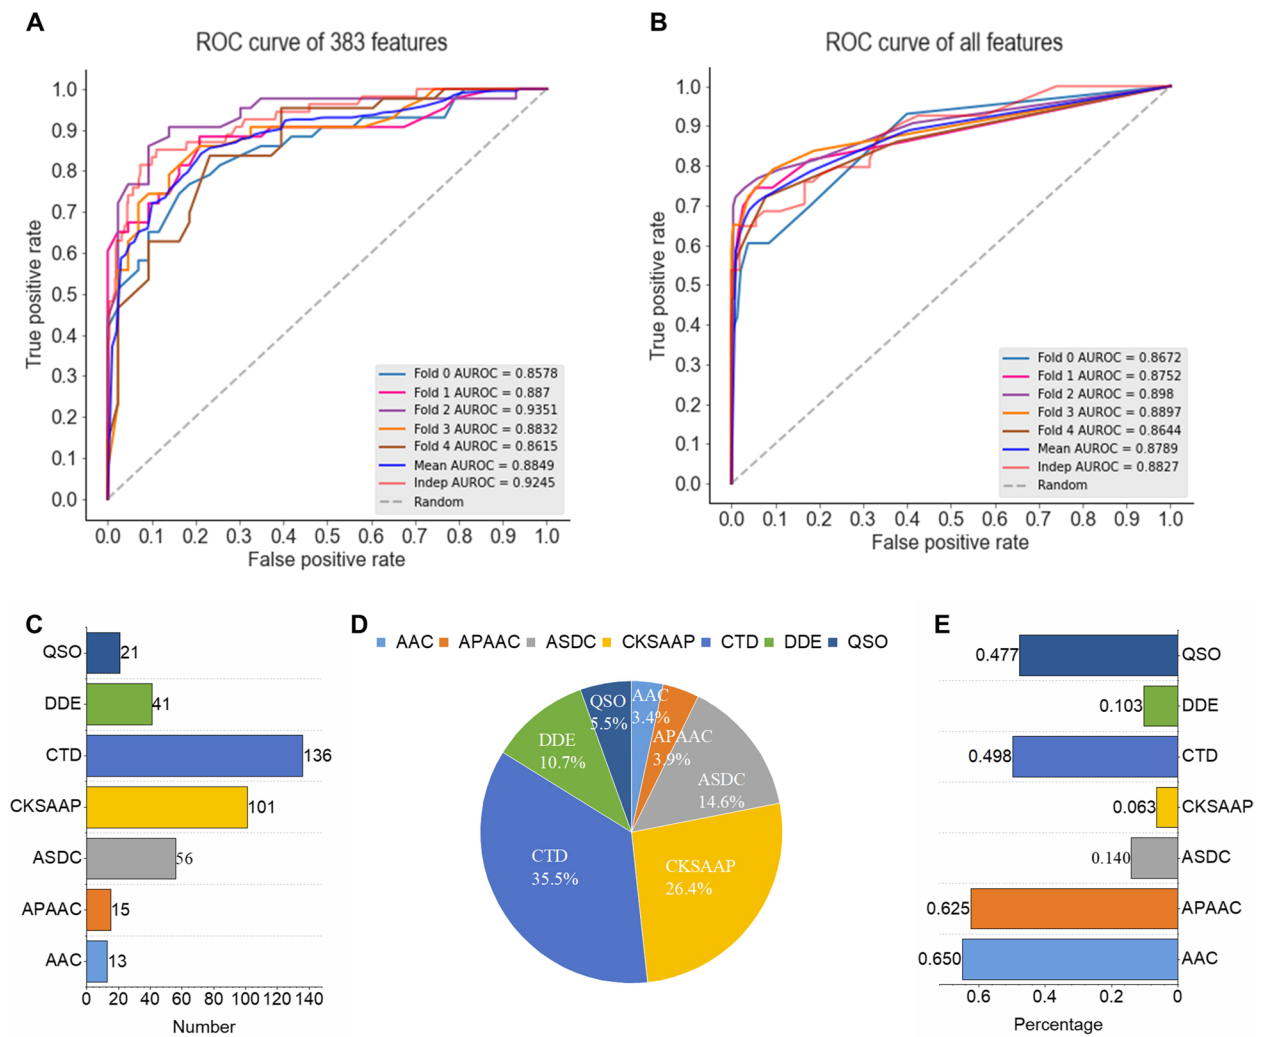 A
ROC curve of 383 features
True positive rate
1.0
0.9
0.8
0.7
0.6
0.5
0.4
0.3
0.2
0.1
0.0
Fold 0 AUROC = 0.8578
Fold 1 AUROC = 0.887
Fold 2 AUROC = 0.9351
Fold 3 AUROC = 0.8832
Fold 4 AUROC = 0.8615
Mean AUROC = 0.8849
Indep AUROC = 0.9245
Random
0.0 0.1 0.2 0.3 0.4 0.5 0.6 0.7 0.8 0.9 1.0
False positive rate
B
ROC curve of all features
True positive rate
1.0
0.9
0.8
0.7
0.6
0.5
0.4
0.3
0.2
0.1
0.0
Fold 0 AUROC = 0.8672
Fold 1 AUROC = 0.8752
Fold 2 AUROC = 0.898
Fold 3 AUROC = 0.8897
Fold 4 AUROC = 0.8644
Mean AUROC = 0.8789
Indep AUROC = 0.8827
Random
0.0 0.1 0.2 0.3 0.4 0.5 0.6 0.7 0.8 0.9 1.0
False positive rate
C
QSO 21
DDE 41
CTD 136
CKSAAP 101
ASDC 56
APAAC 15
AAC 13
0 20 40 60 80 100 120 140
Number
D
AAC APAAC ASDC CKSAAP CTD DDE QSO
QSO
5.5%
AAC
3.4%
APAAC
3.9%
DDE
10.7%
ASDC
14.6%
CTD
35.5%
CKSAAP
26.4%
E
0.477 QSO
0.103 DDE
0.498 CTD
0.063 CKSAAP
0.140 ASDC
0.625 APAAC
0.650 AAC
0.6 0.4 0.2 0
Percentage